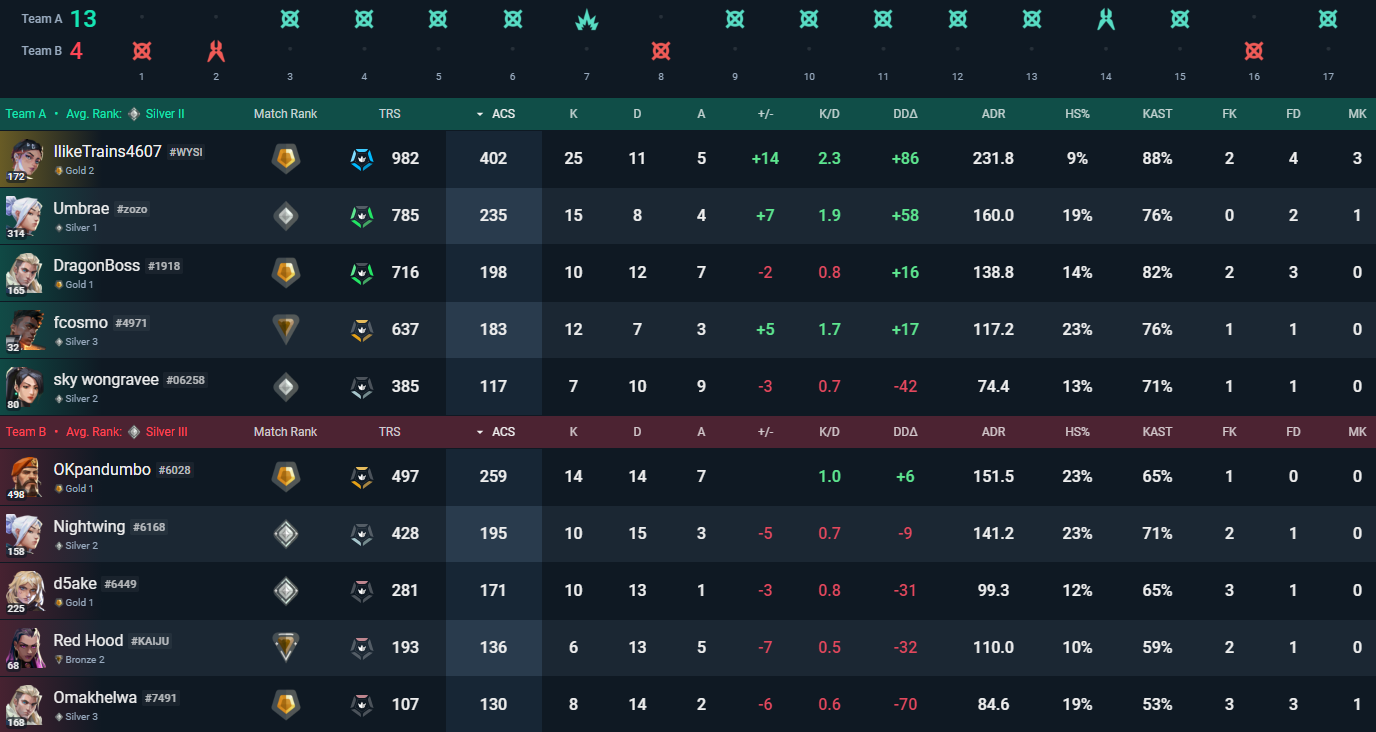 Team A 13
Team B 4
1 2 3 4 5 6 7 8 9 10 11 12 13 14 15 16 17
Team A • Avg. Rank: Silver II Match Rank TRS ACS K D A +/- K/D DDΔ ADR HS% KAST FK FD MK
IlikeTrains4607 #WYSI
172 Gold 2 982 402 25 11 5 +14 2.3 +86 231.8 9% 88% 2 4 3
Umbrae #zozo
314 Silver 1 785 235 15 8 4 +7 1.9 +58 160.0 19% 76% 0 2 1
DragonBoss #1918
165 Gold 1 716 198 10 12 7 -2 0.8 +16 138.8 14% 82% 2 3 0
fcosmo #4971
32 Silver 3 637 183 12 7 3 +5 1.7 +17 117.2 23% 76% 1 1 0
sky wongravee #06258
80 Silver 2 385 117 7 10 9 -3 0.7 -42 74.4 13% 71% 1 1 0
Team B • Avg. Rank: Silver III Match Rank TRS ACS K D A +/- K/D DDΔ ADR HS% KAST FK FD MK
OKpandumbo #6028
498 Gold 1 497 259 14 14 7 1.0 +6 151.5 23% 65% 1 0 0
Nightwing #6168
158 Silver 2 428 195 10 15 3 -5 0.7 -9 141.2 23% 71% 2 1 0
d5ake #6449
225 Gold 1 281 171 10 13 1 -3 0.8 -31 99.3 12% 65% 3 1 0
Red Hood #KAIJU
68 Bronze 2 193 136 6 13 5 -7 0.5 -32 110.0 10% 59% 2 1 0
Omakhelwa #7491
168 Silver 3 107 130 8 14 2 -6 0.6 -70 84.6 19% 53% 3 3 1